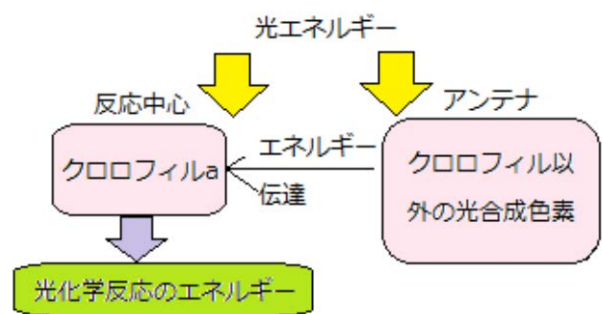 光エネルギー
反応中心
アンテナ
クロロフィルa
エネルギー
伝達
クロロフィル以
外の光合成色素
光化学反応のエネルギー